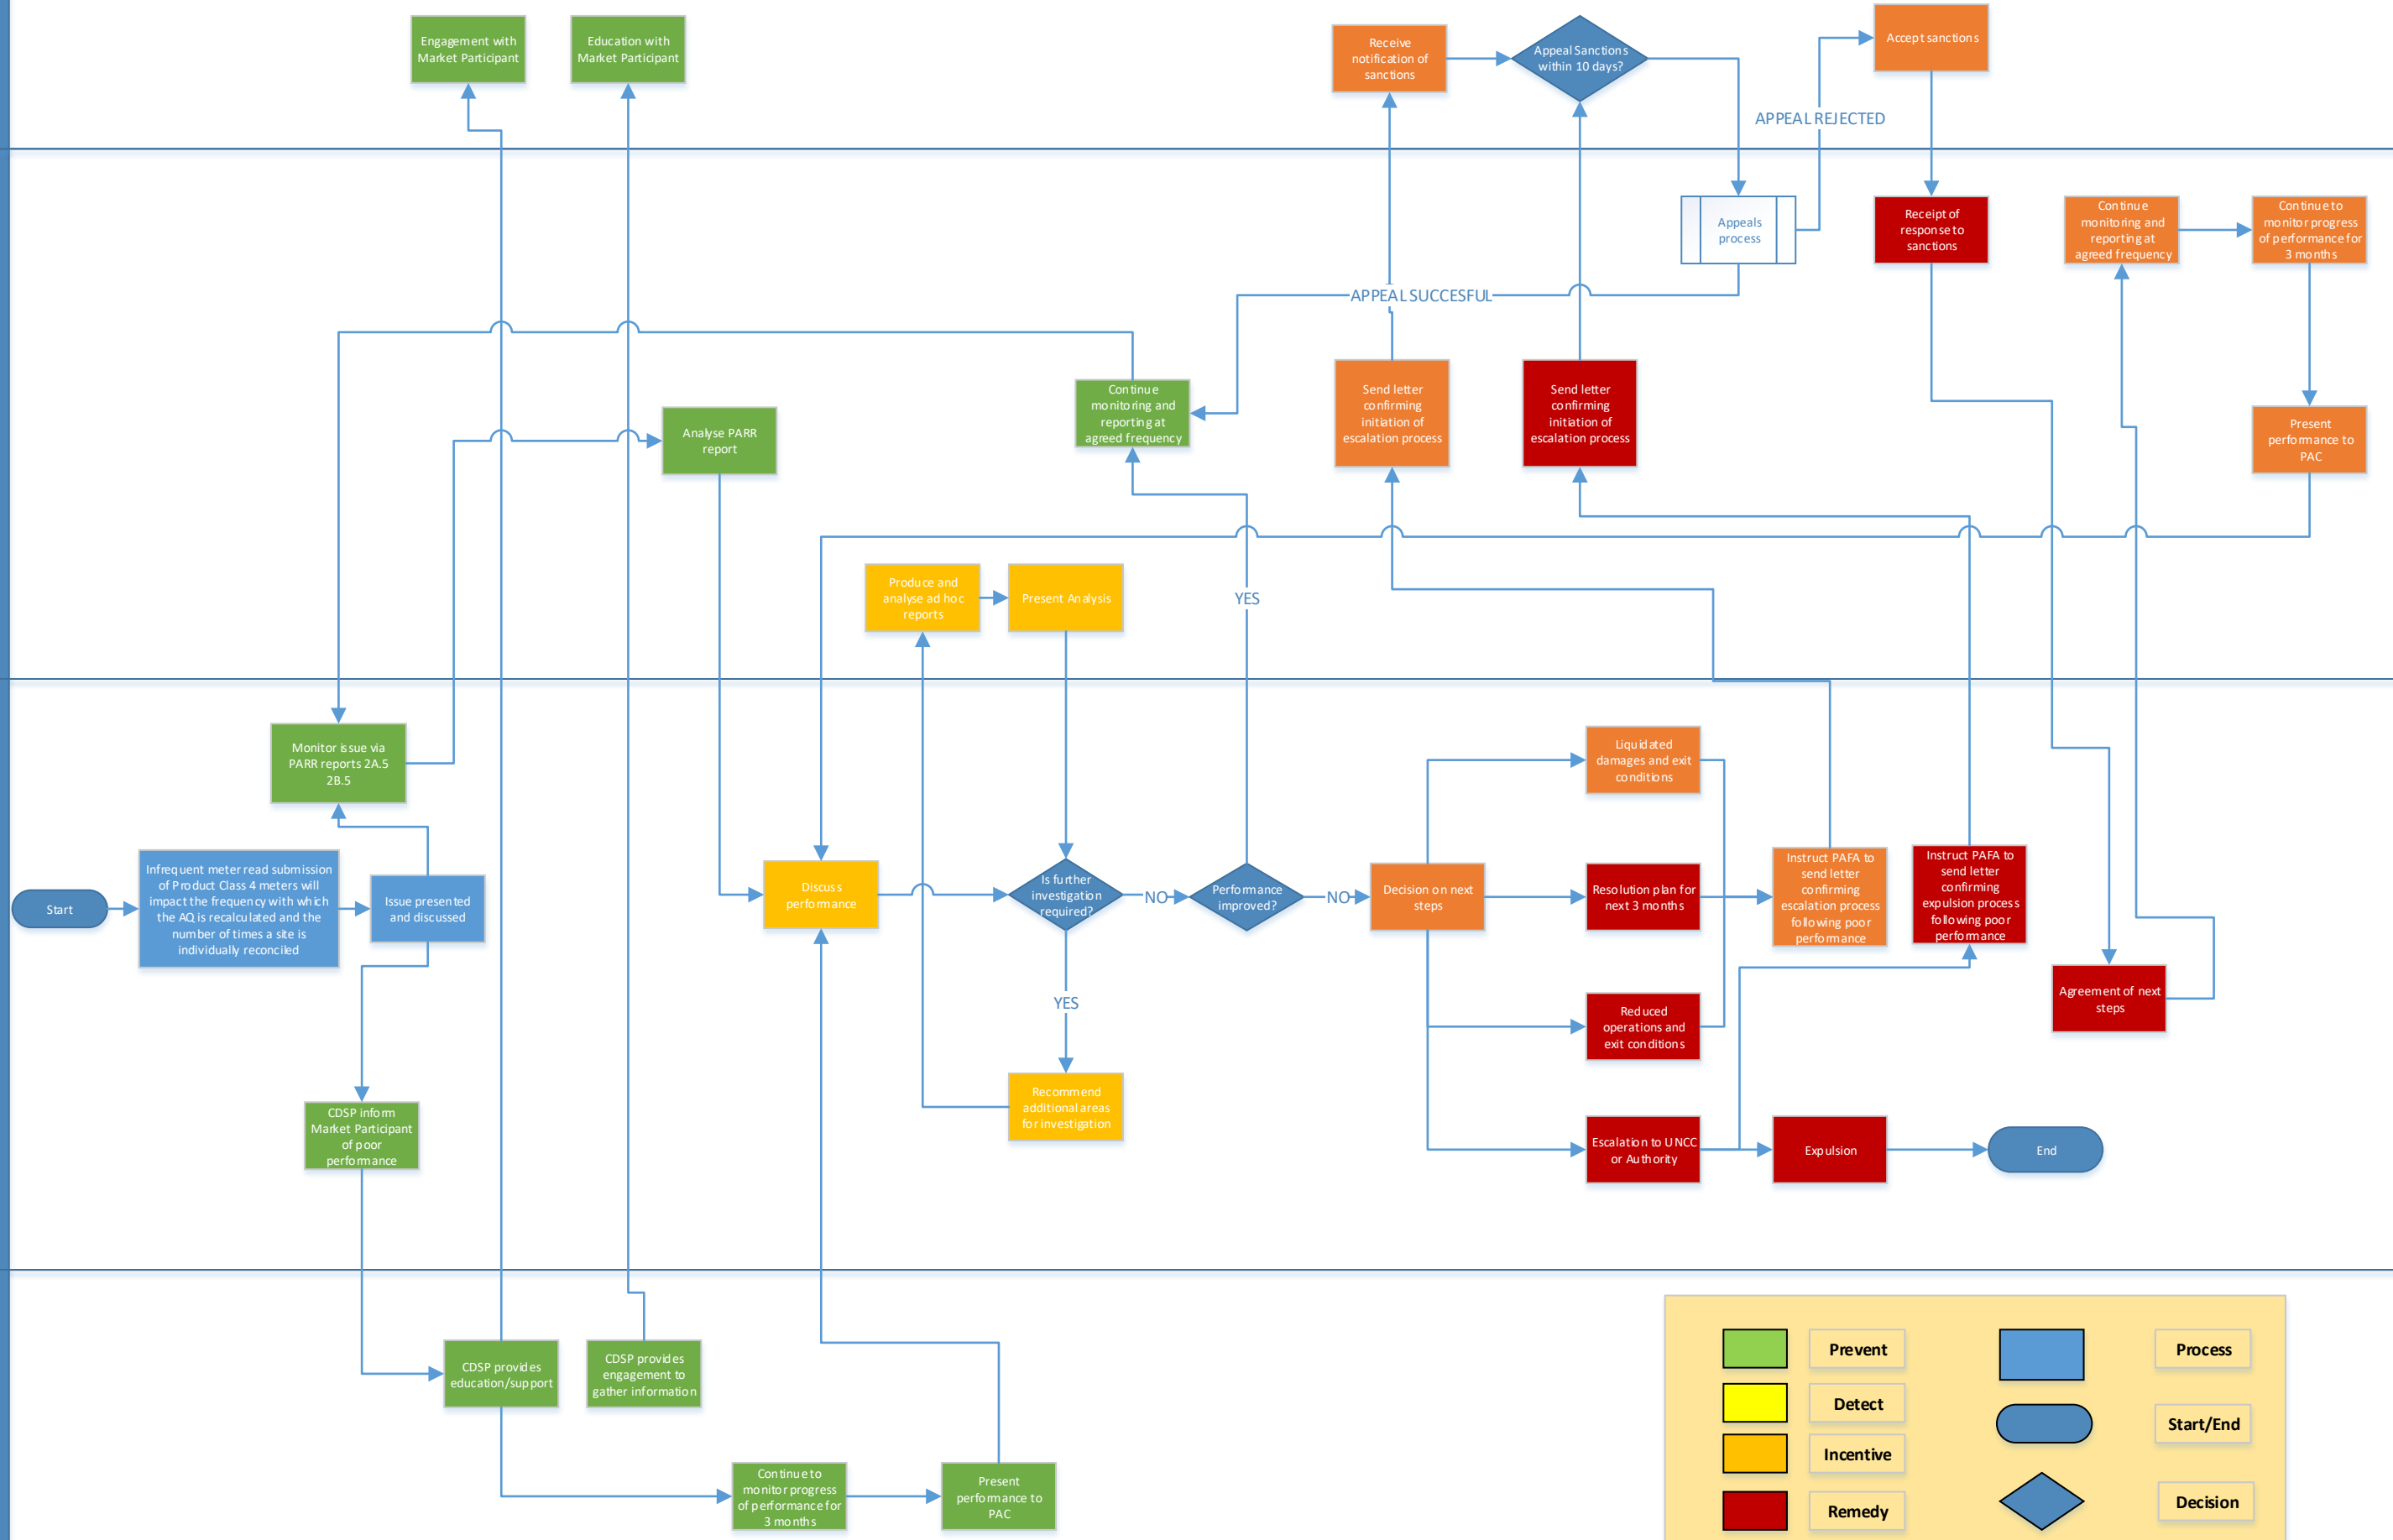 Engagement with
Market Participant
Education with
Market Participant
Receive
notification of
sanctions
Appeal Sanctions
within 10 days?
Accept sanctions
APPEAL REJECTED
Appeals
process
Receipt of
response to
sanctions
Continue
monitoring and
reporting at
agreed frequency
Continue to
monitor progress
of performance for
3 months
APPEAL SUCCESFUL
Continue
monitoring and
reporting at
agreed frequency
Send letter
confirming
initiation of
escalation process
Send letter
confirming
initiation of
escalation process
Analyse PARR
report
Present
performance to
PAC
Produce and
analyse ad hoc
reports
Present Analysis
YES
Monitor issue via
PARR reports 2A.5
2B.5
Liquidated
damages and exit
conditions
Start
Infrequent meter read submission
of Product Class 4 meters will
impact the frequency with which
the AQ is recalculated and the
number of times a site is
individually reconciled
Issue presented
and discussed
Discuss
performance
Is further
investigation
required?
NO
Performance
improved?
NO
Decision on next
steps
Resolution plan for
next 3 months
Instruct PAFA to
send letter
confirming
escalation process
following poor
performance
Instruct PAFA to
send letter
confirming
expulsion process
following poor
performance
YES
Agreement of next
steps
Reduced
operations and
exit conditions
Recommend
additional areas
for investigation
CDSP inform
Market Participant
of poor
performance
Escalation to UNCC
or Authority
Expulsion
End
CDSP provides
education/support
CDSP provides
engagement to
gather information
Continue to
monitor progress
of performance for
3 months
Present
performance to
PAC
Prevent
Process
Detect
Start/End
Incentive
Remedy
Decision